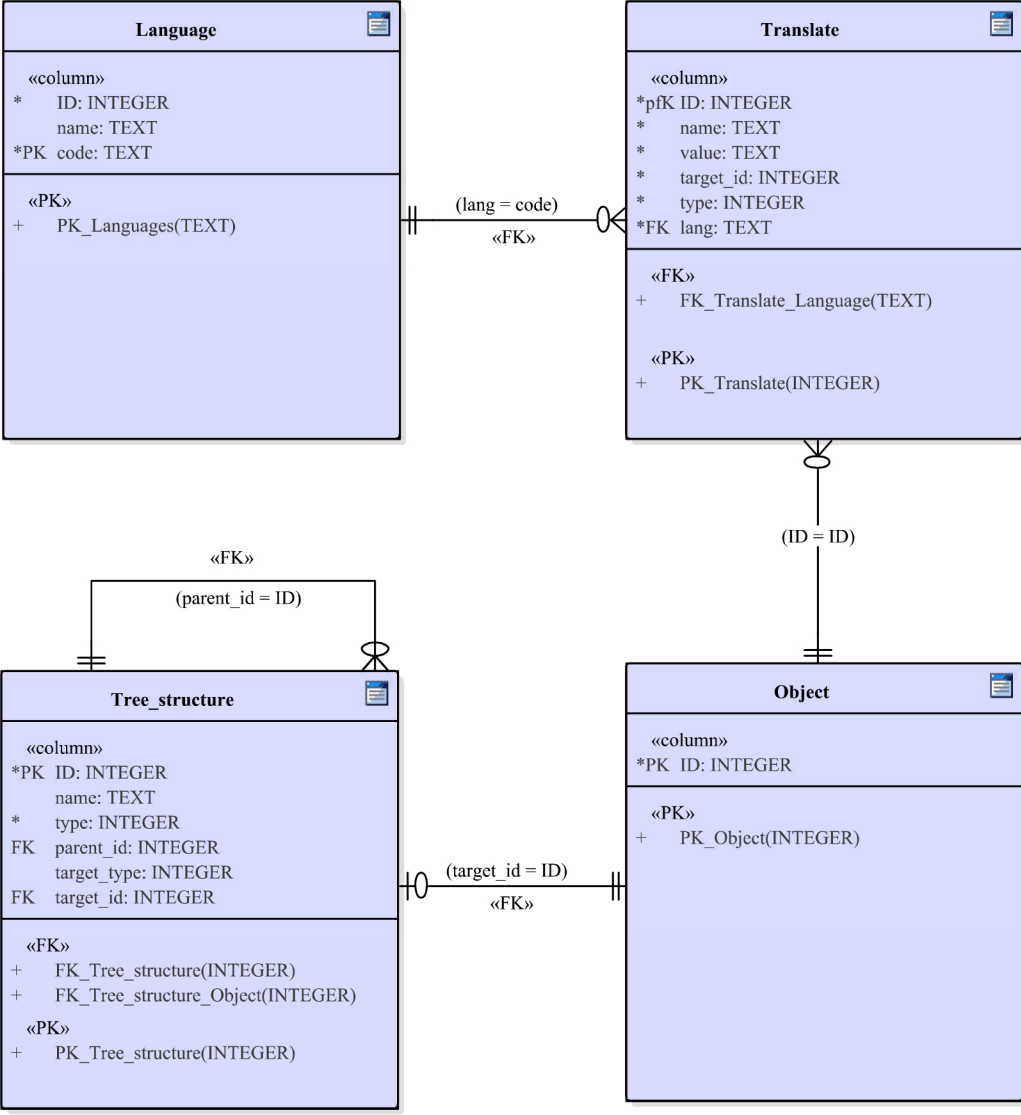 Language
«column»
* ID: INTEGER
name: TEXT
*PK code: TEXT
«PK»
+ PK_Languages(TEXT)
(lang = code)
«FK»
Translate
«column»
*pfK ID: INTEGER
* name: TEXT
* value: TEXT
* target_id: INTEGER
* type: INTEGER
*FK lang: TEXT
«FK»
+ FK_Translate_Language(TEXT)
«PK»
+ PK_Translate(INTEGER)
(ID = ID)
«FK»
(parent_id = ID)
Tree_structure
«column»
*PK ID: INTEGER
name: TEXT
* type: INTEGER
FK parent_id: INTEGER
target_type: INTEGER
FK target_id: INTEGER
«FK»
+ FK_Tree_structure(INTEGER)
+ FK_Tree_structure_Object(INTEGER)
«PK»
+ PK_Tree_structure(INTEGER)
(target_id = ID)
«FK»
Object
«column»
*PK ID: INTEGER
«PK»
+ PK_Object(INTEGER)